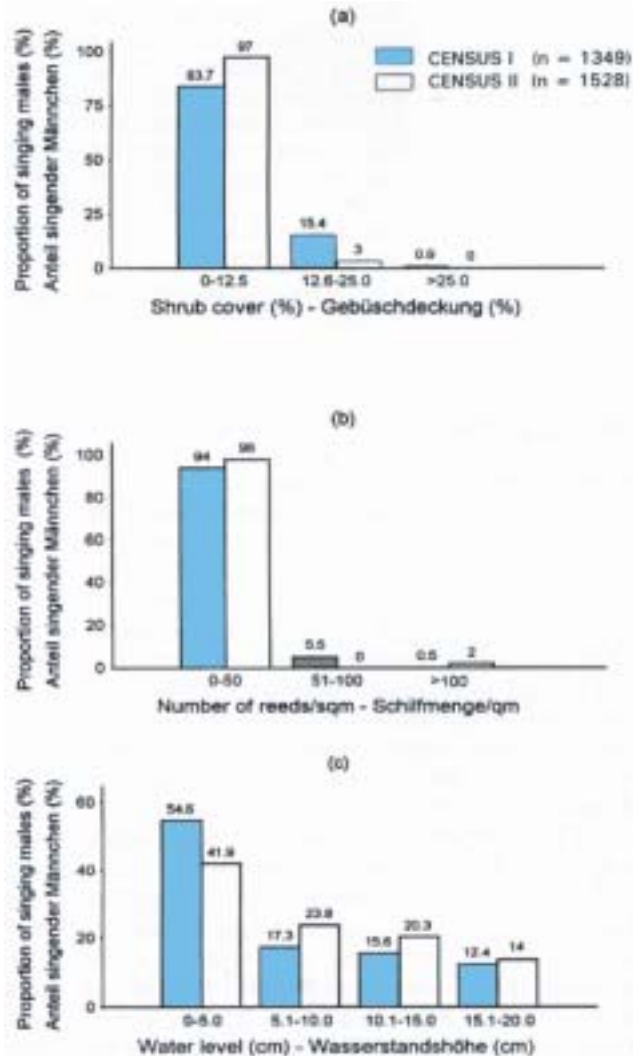 (a)
Proportion of singing males (%)
Anteil singender Männchen (%)
100
75
50
25
0
83.7
97
15.4
3
0.9
0
CENSUS I (n = 1349)
CENSUS II (n = 1528)
0-12.5 12.6-25.0 >25.0
Shrub cover (%) - Gebüschdeckung (%)
(b)
Proportion of singing males (%)
Anteil singender Männchen (%)
100
80
60
40
20
0
94
98
5.5
0
0.5
2
0-50 51-100 >100
Number of reeds/sqm - Schilfmenge/qm
(c)
Proportion of singing males (%)
Anteil singender Männchen (%)
60
40
20
0
54.6
41.9
17.3
23.8
15.6
20.3
12.4
14
0-5.0 5.1-10.0 10.1-15.0 15.1-20.0
Water level (cm) - Wasserstandshöhe (cm)